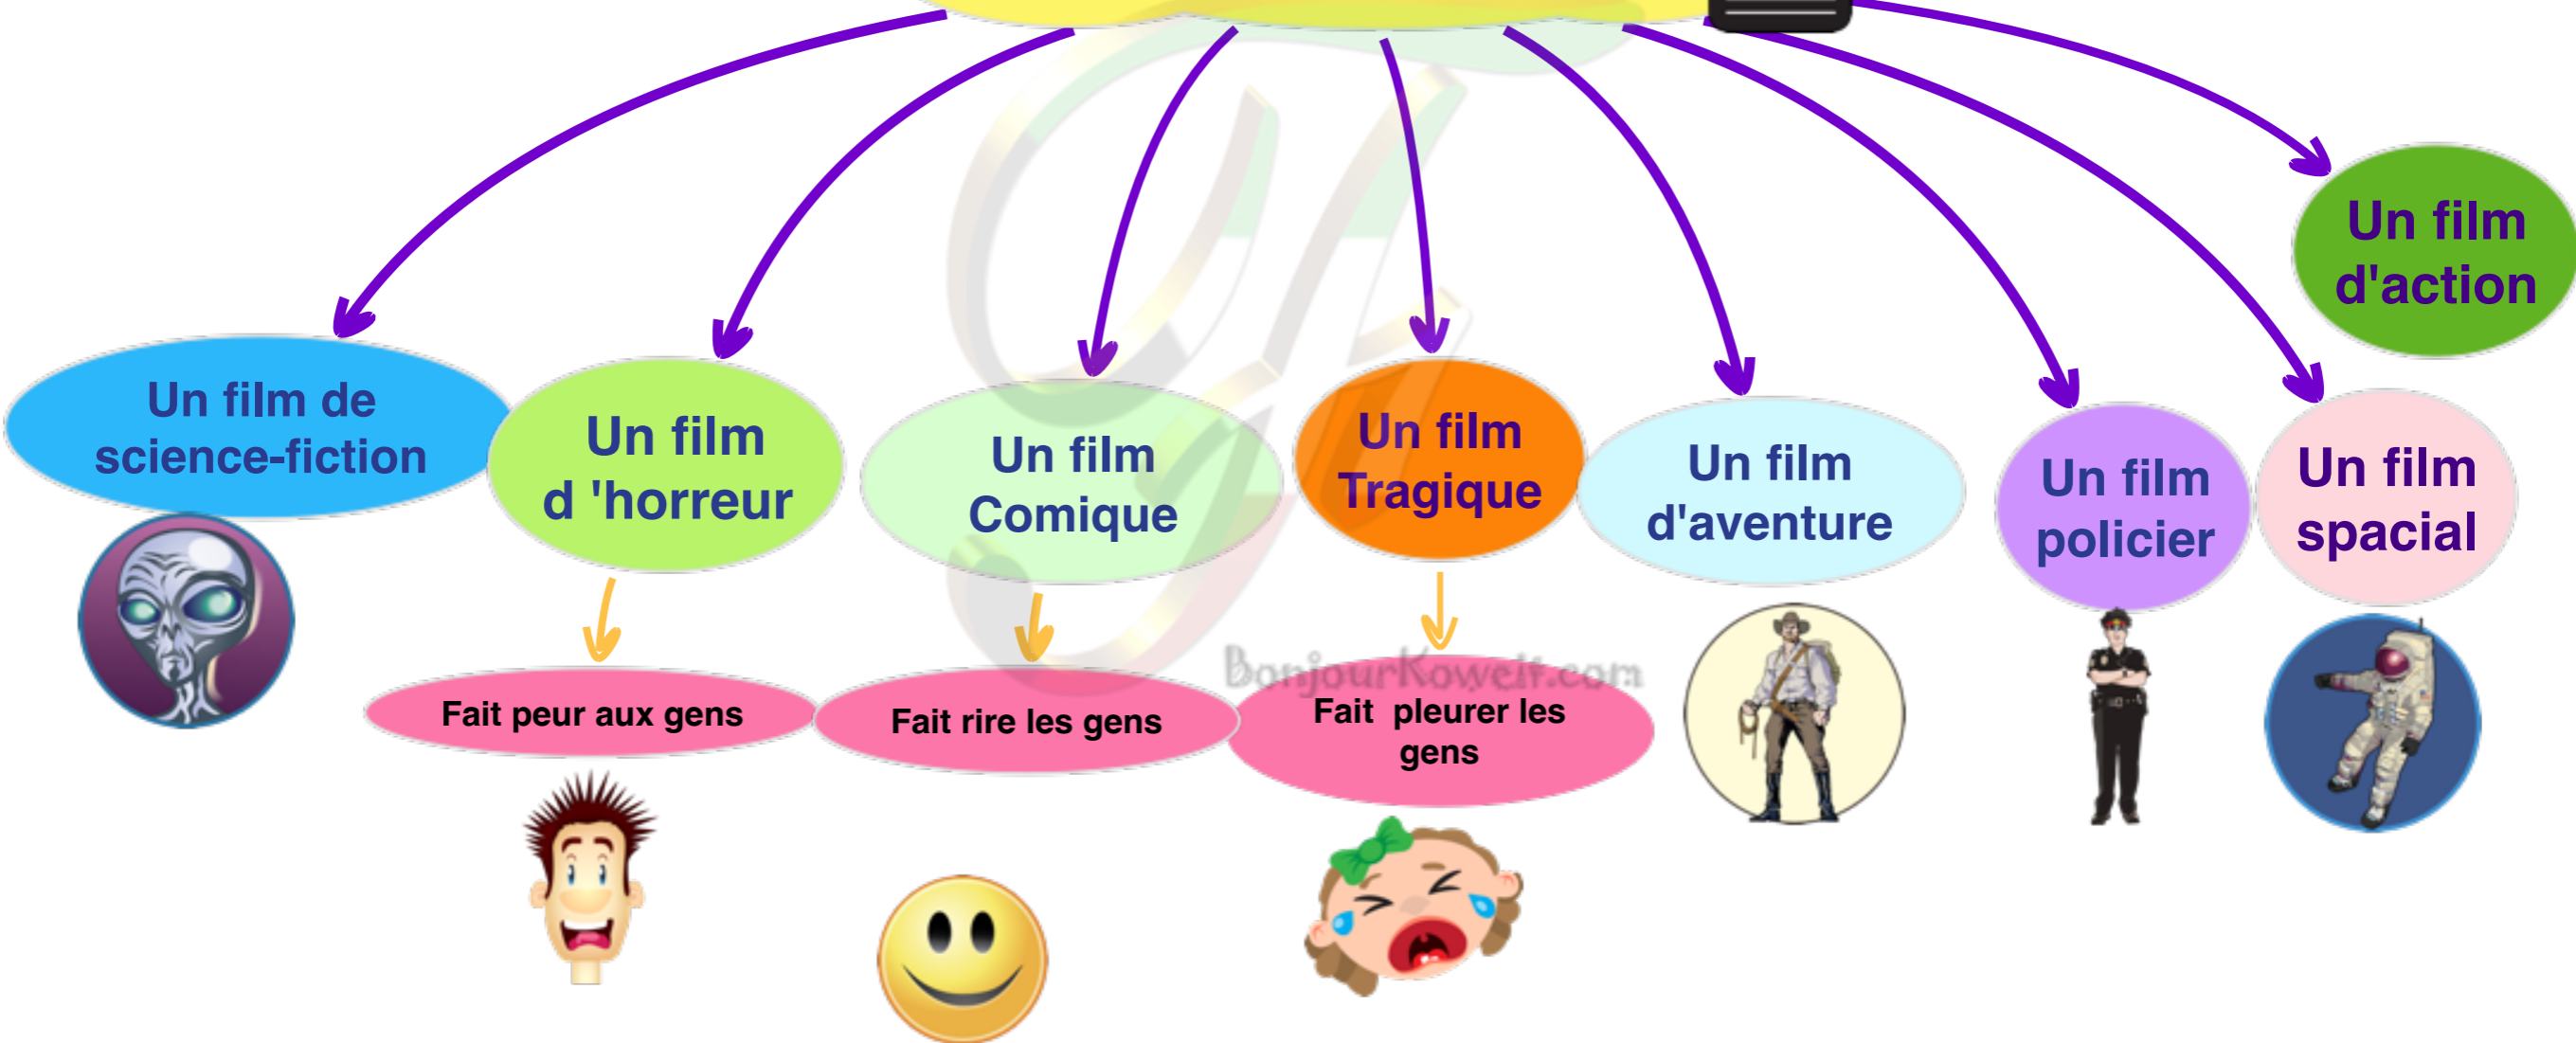 Un film
d'action
Un film de
science-fiction
Un film
d 'horreur
Un film
Comique
Un film
Tragique
Un film
d'aventure
Un film
policier
Un film
spacial
Fait peur aux gens
Fait rire les gens
BonjourKoweit.com
Fait  pleurer les
gens